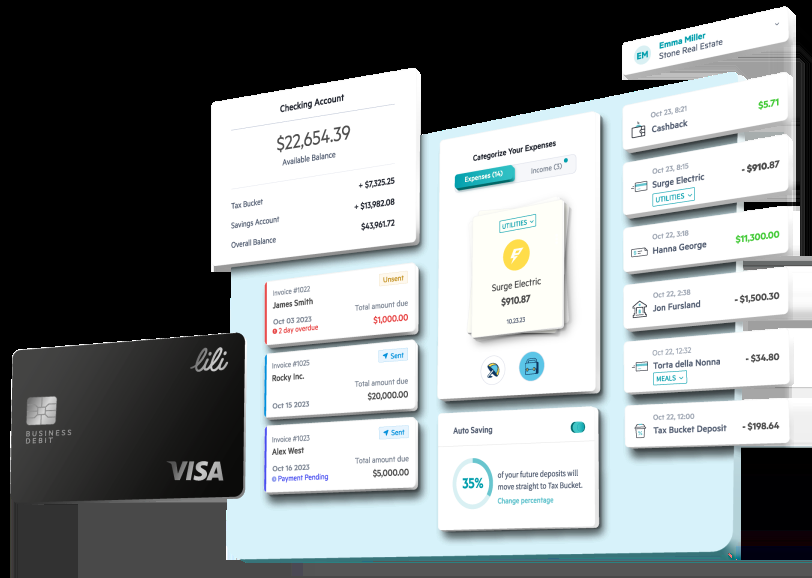 Emma Miller
EM
Stone Real Estate
Checking Account
$22,654.39
Available Balance
Tax Bucket + $7,325.25
Savings Account + $13,982.08
Overall Balance $43,961.72
Invoice #1022 Unsent
James Smith
Total amount due
Oct 03 2023 $1,000.00
2 day overdue
Invoice #1025 Sent
Rocky Inc.
Total amount due
Oct 15 2023 $20,000.00
Invoice #1023 Sent
Alex West
Total amount due
Oct 16 2023 $5,000.00
Payment Pending
lili
BUSINESS
DEBIT
VISA
Categorize Your Expenses
Expenses (14) Income (3)
UTILITIES
Surge Electric
$910.87
10.23.23
Auto Saving
35%
of your future deposits will
move straight to Tax Bucket.
Change percentage
Oct 23, 8:21
Cashback $5.71
Oct 23, 8:15
Surge Electric - $910.87
UTILITIES
Oct 22, 3:18
Hanna George $11,300.00
Oct 22, 2:38
Jon Fursland - $1,500.30
Oct 22, 12:32
Torta della Nonna - $34.80
MEALS
Oct 22, 12:00
Tax Bucket Deposit - $198.64